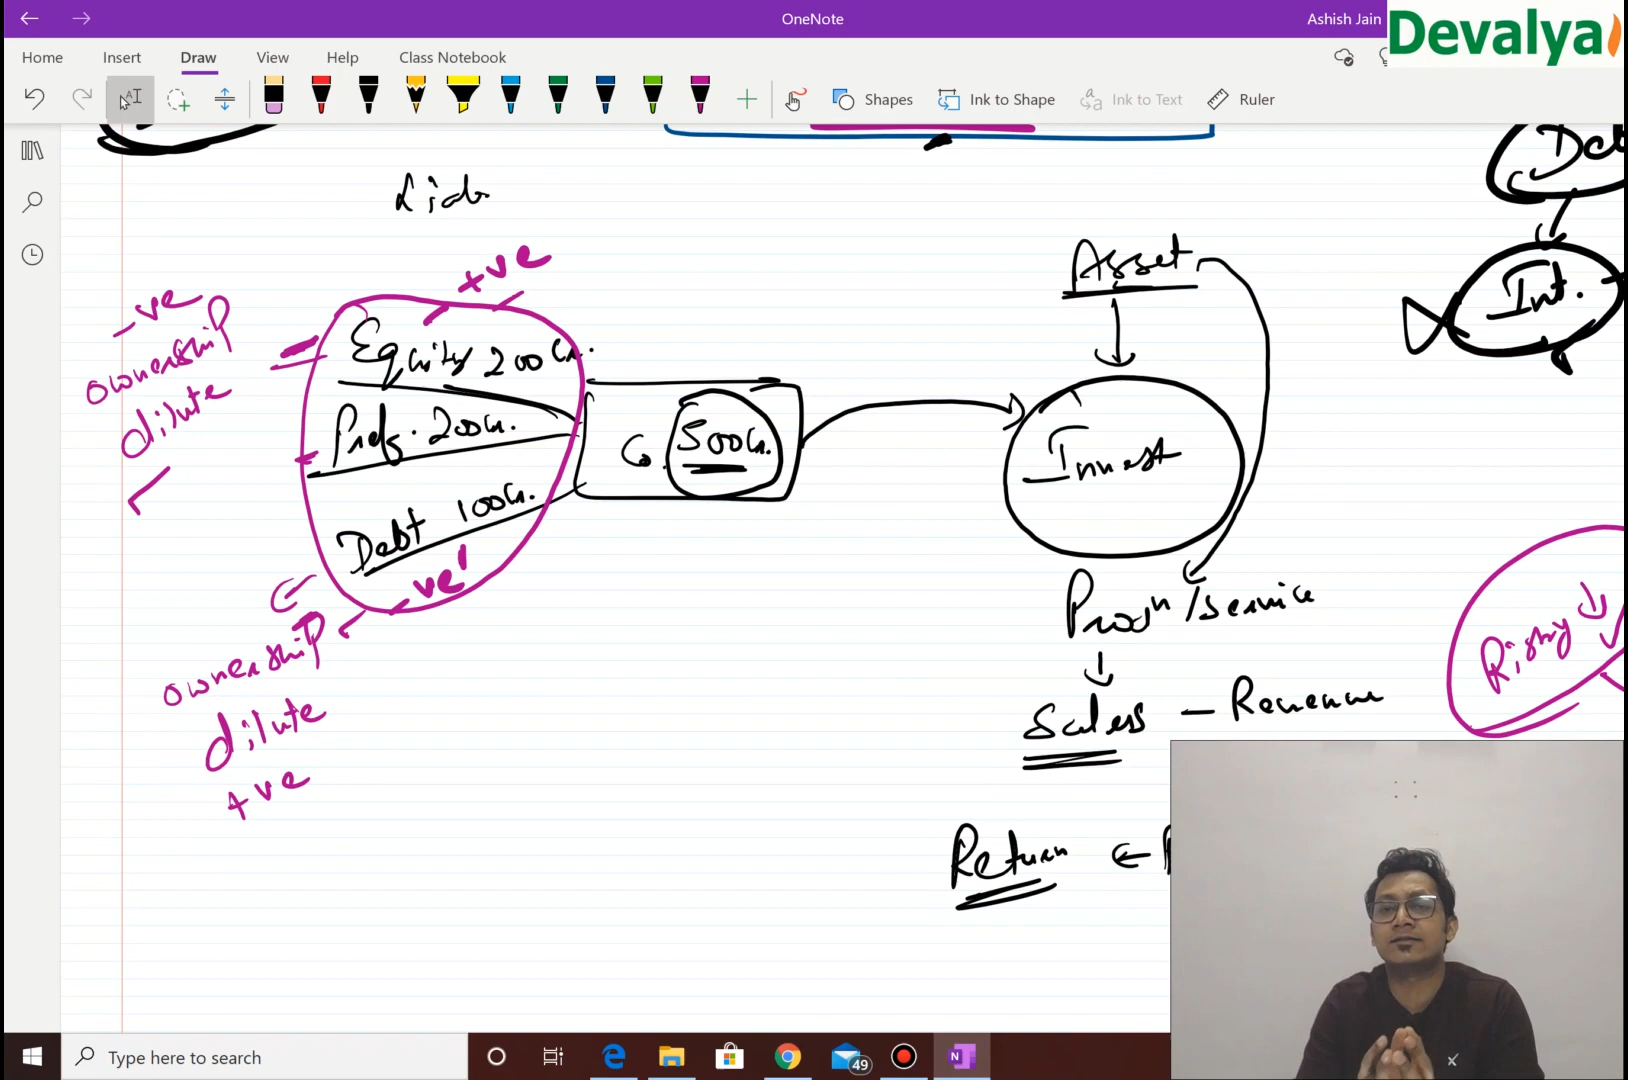 OneNote
Ashish Jain
Devalya
Home Insert Draw View Help Class Notebook
Shapes Ink to Shape Ink to Text Ruler
Liab
Asset
Int.
+ve
-ve
ownership
dilute
Equity 200 Cr.
Pref. 200 Cr.
Debt 100 Cr.
-ve
Co. 500 Cr.
Invest
ownership
dilute
+ve
Prodn / Service
Sales - Revenue
Return
Risky
Type here to search
49